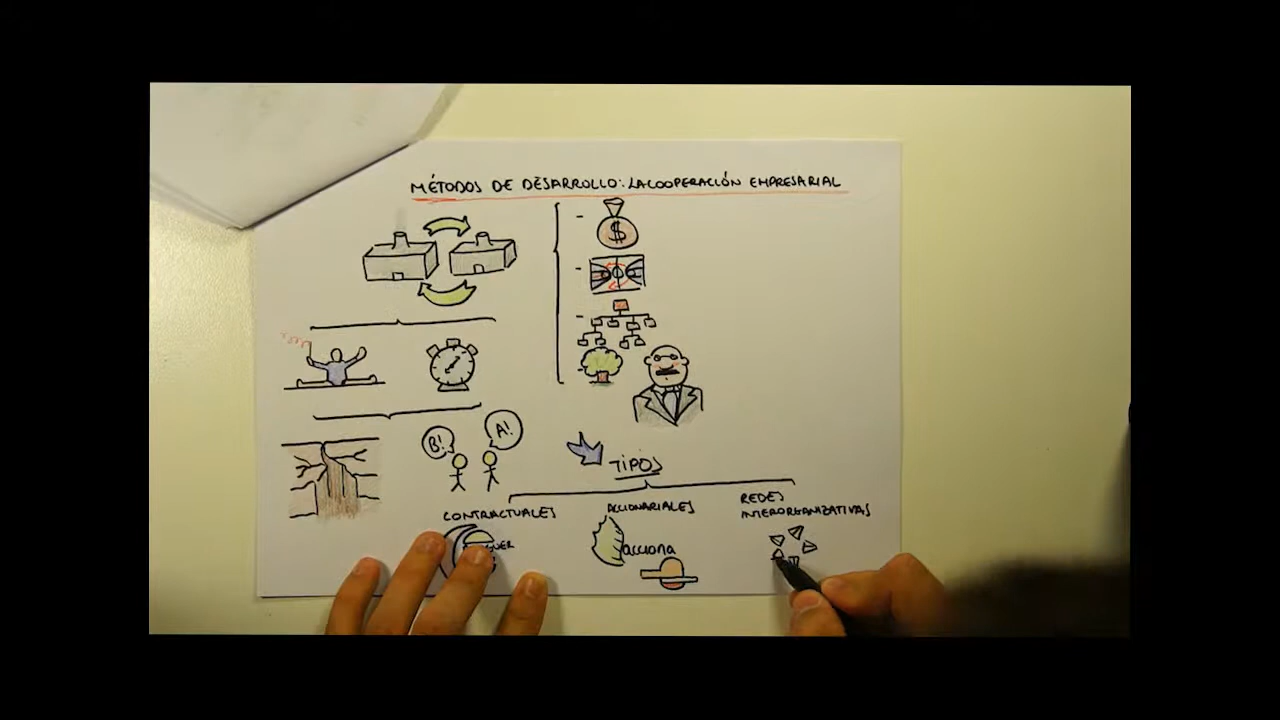 MÉTODOS DE DESARROLLO: LA COOPERACIÓN EMPRESARIAL
$
B!
A!
TIPOS
CONTRACTUALES
ACCIONARIALES
REDES
INTERORGANIZATIVAS
acciona